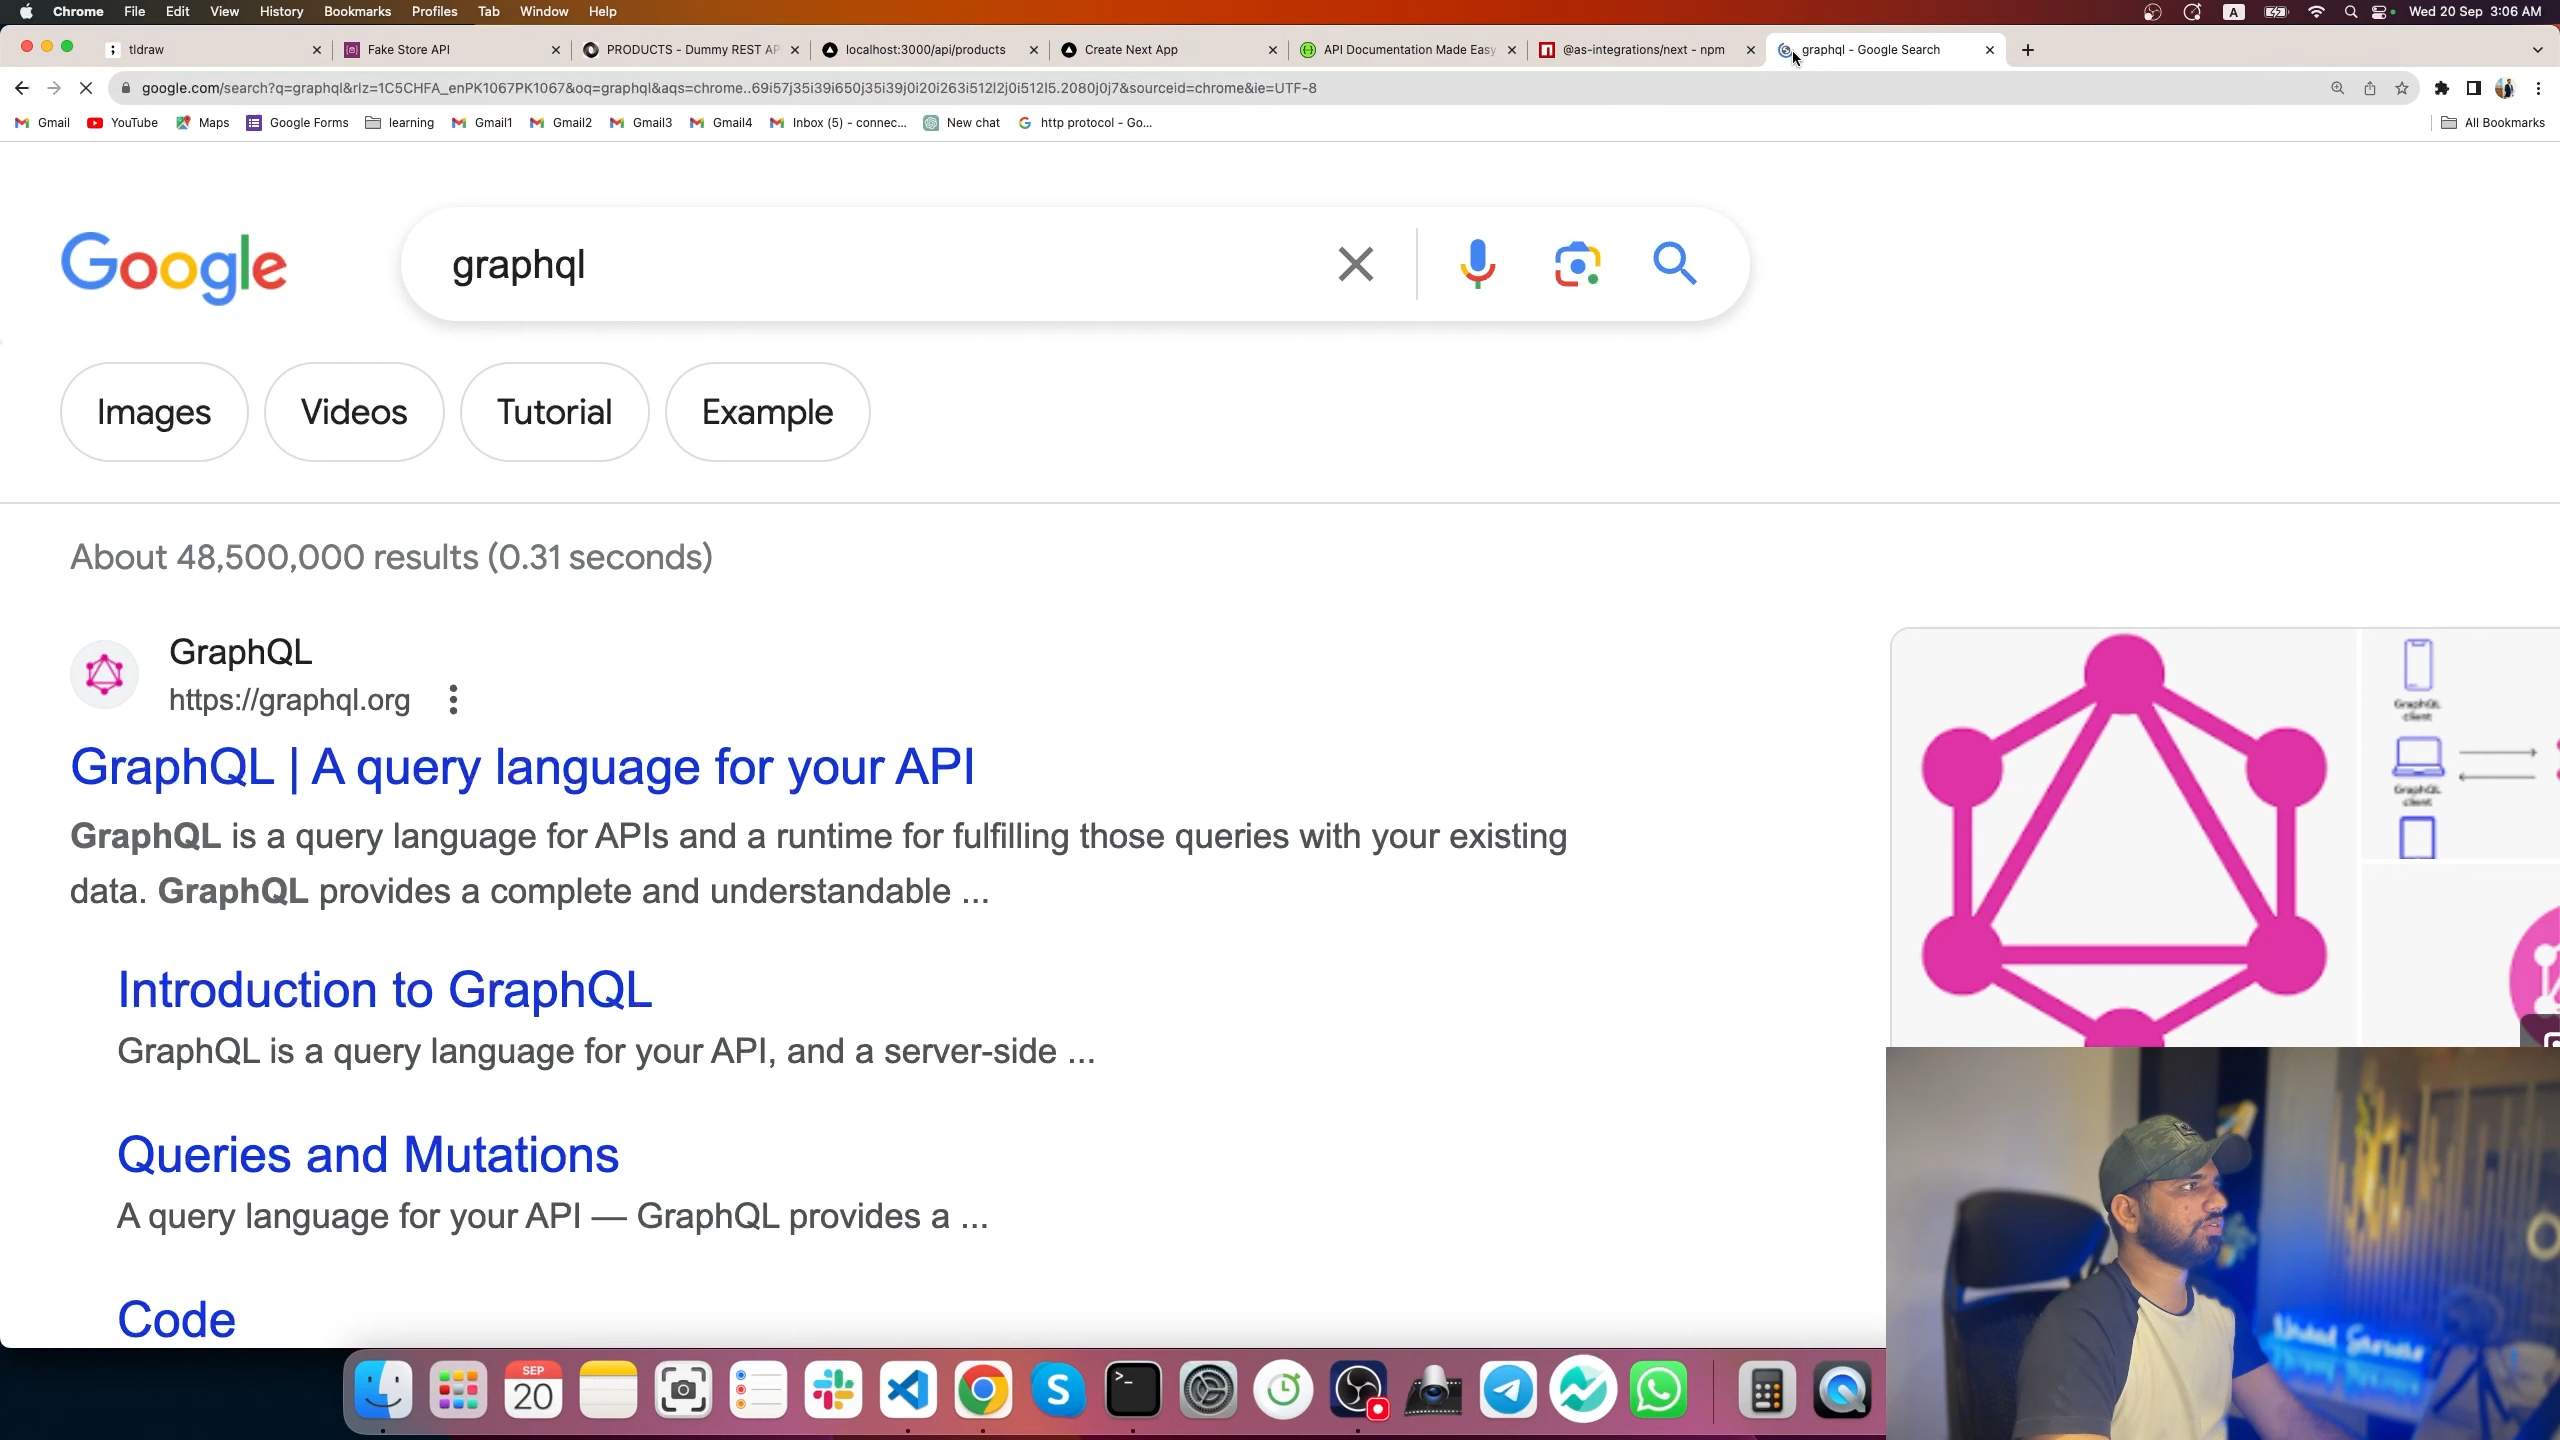 Chrome File Edit View History Bookmarks Profiles Tab Window Help A Wed 20 Sep 3:06 AM
tldraw Fake Store API PRODUCTS - Dummy REST AP localhost:3000/api/products Create Next App API Documentation Made Easy @as-integrations/next - npm graphql - Google Search
google.com/search?q=graphql&rlz=1C5CHFA_enPK1067PK1067&oq=graphql&aqs=chrome..69i57j35i39i650j35i39j0i20i263i512l2j0i512l5.2080j0j7&sourceid=chrome&ie=UTF-8
Gmail YouTube Maps Google Forms learning Gmail1 Gmail2 Gmail3 Gmail4 Inbox (5) - connec... New chat http protocol - Go... All Bookmarks
Google graphql
Images Videos Tutorial Example
About 48,500,000 results (0.31 seconds)
GraphQL
https://graphql.org
GraphQL | A query language for your API
GraphQL is a query language for APIs and a runtime for fulfilling those queries with your existing
data. GraphQL provides a complete and understandable ...
GraphQL
client
GraphQL
client
Introduction to GraphQL
GraphQL is a query language for your API, and a server-side ...
Queries and Mutations
A query language for your API — GraphQL provides a ...
Code
SEP
20